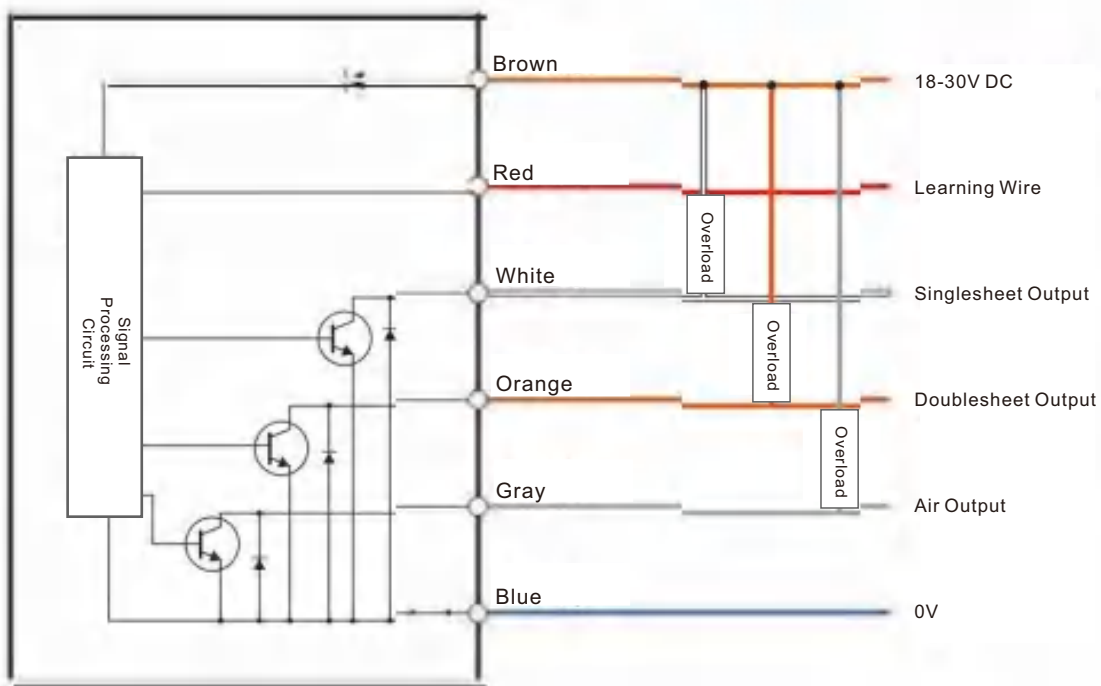 Brown
18-30V DC
Red
Learning Wire
Overload
White
Singlesheet Output
Signal
Processing
Circuit
Overload
Orange
Doublesheet Output
Overload
Gray
Air Output
Blue
0V